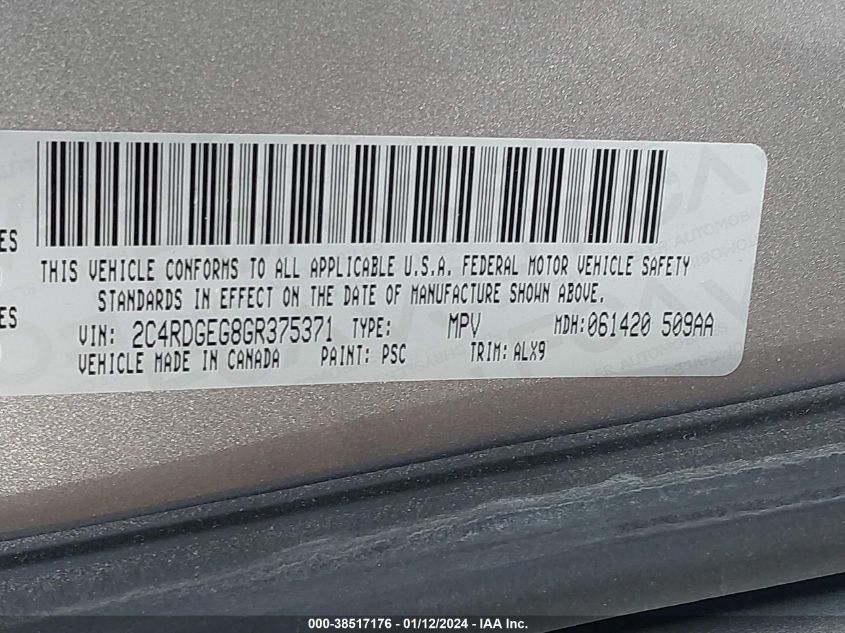 ES
THIS VEHICLE CONFORMS TO ALL APPLICABLE U.S.A. FEDERAL MOTOR VEHICLE SAFETY
STANDARDS IN EFFECT ON THE DATE OF MANUFACTURE SHOWN ABOVE.
ES
VIN: 2C4RDGEG8GR375371 TYPE: MPV MDH:061420 509AA
VEHICLE MADE IN CANADA PAINT: PSC TRIM: ALX9
000-38517176 - 01/12/2024 - © IAA Inc.